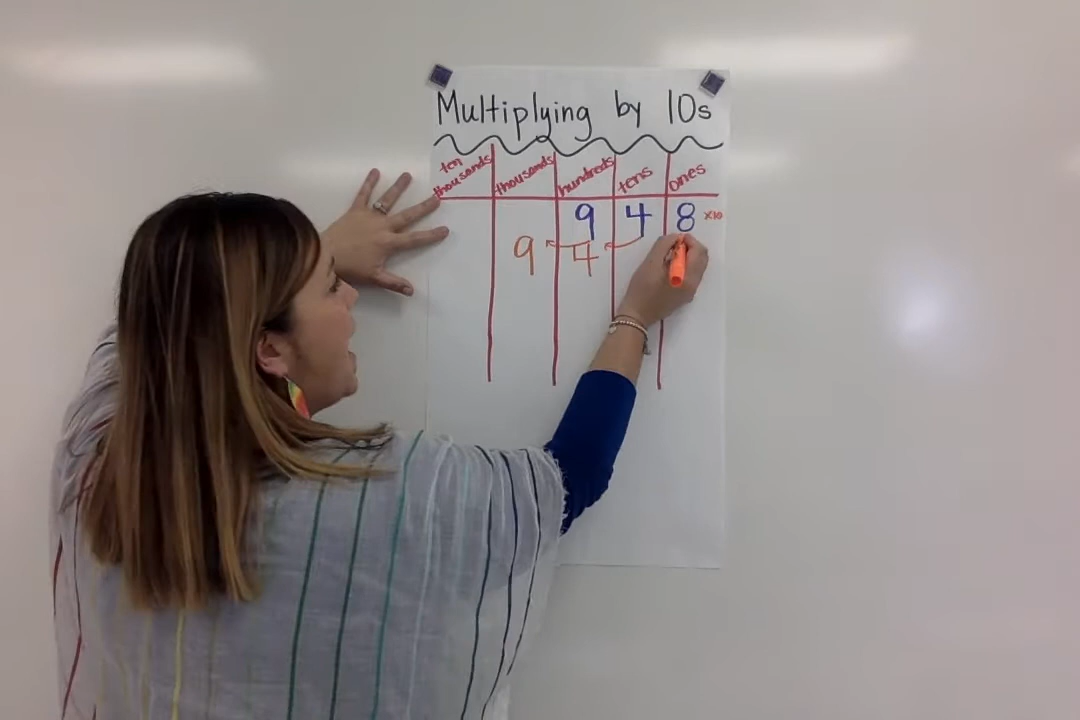 Multiplying by 10s
ten thousands thousands hundreds tens ones
9 4 8 x10
9 4